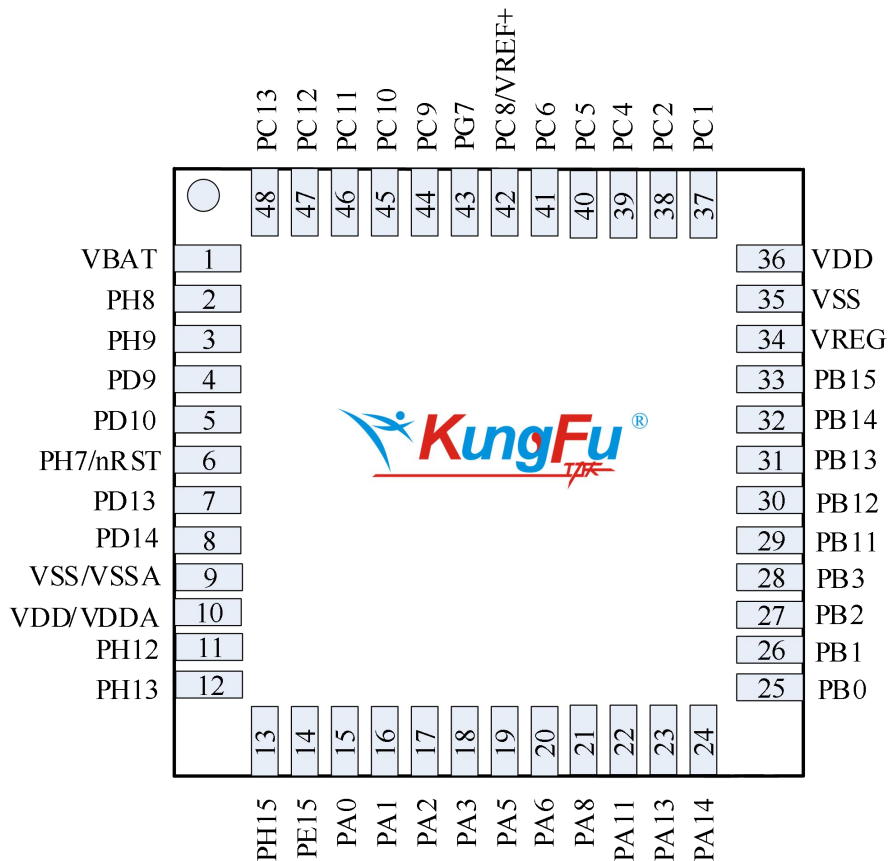 PC13 PC12 PC11 PC10 PC9 PG7 PC8/VREF+ PC6 PC5 PC4 PC2 PC1
48 47 46 45 44 43 42 41 40 39 38 37
VBAT 1
PH8 2
PH9 3
PD9 4
PD10 5
PH7/nRST 6
PD13 7
PD14 8
VSS/VSSA 9
VDD/VDDA 10
PH12 11
PH13 12
KungFu®
功夫
36 VDD
35 VSS
34 VREG
33 PB15
32 PB14
31 PB13
30 PB12
29 PB11
28 PB3
27 PB2
26 PB1
25 PB0
13 14 15 16 17 18 19 20 21 22 23 24
PH15 PE15 PA0 PA1 PA2 PA3 PA5 PA6 PA8 PA11 PA13 PA14